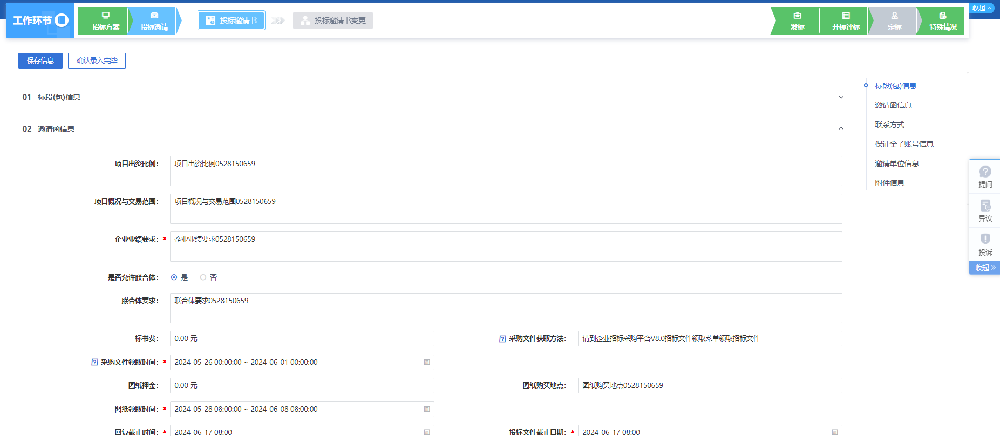 工作环节
招标方案
投标邀请
投标邀请书
投标邀请书变更
发标
开标评标
定标
特殊情况
收起
保存信息
确认录入完毕
01 标段(包)信息
02 邀请函信息
项目出资比例: 项目出资比例0528150659
项目概况与交易范围: 项目概况与交易范围0528150659
企业业绩要求: * 企业业绩要求0528150659
是否允许联合体: 是 否
联合体要求: 联合体要求0528150659
标书费: 0.00 元
? 采购文件获取方法: 请到企业招标采购平台V8.0招标文件领取菜单领取招标文件
? 采购文件领取时间: * 2024-05-26 00:00:00 ~ 2024-06-01 00:00:00
图纸押金: 0.00 元
图纸购买地点: 图纸购买地点0528150659
图纸领取时间: * 2024-05-28 08:00:00 ~ 2024-06-08 08:00:00
回复截止时间: * 2024-06-17 08:00
投标文件截止日期: * 2024-06-17 08:00
标段(包)信息
邀请函信息
联系方式
保证金子账号信息
邀请单位信息
附件信息
提问
异议
投诉
收起